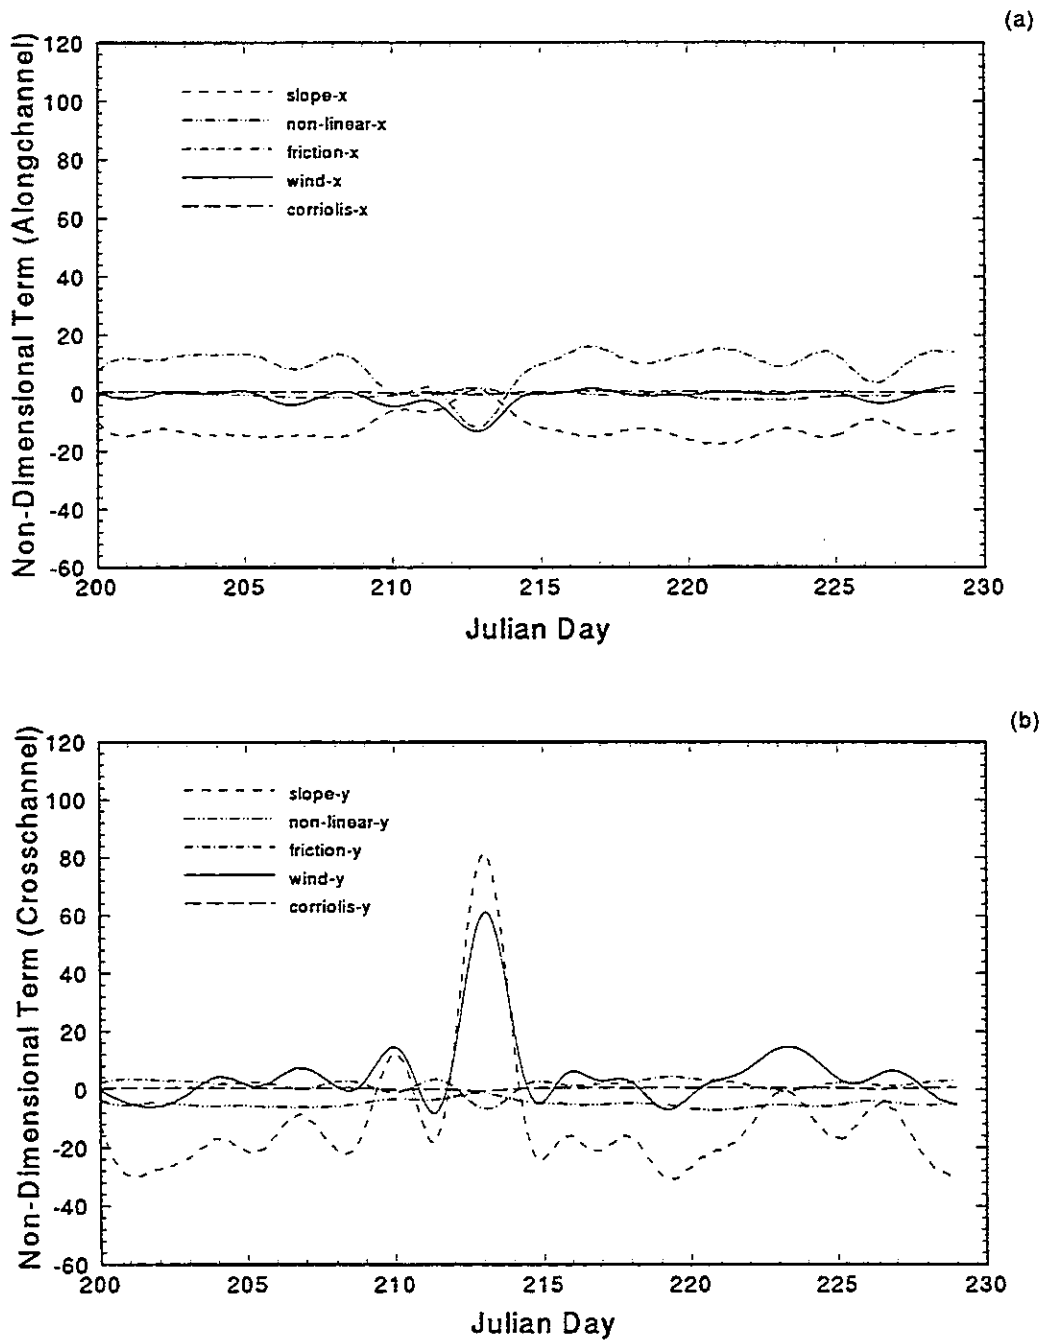 (a)
Non-Dimensional Term (Alongchannel)
120
100
80
60
40
20
0
-20
-40
-60
slope-x
non-linear-x
friction-x
wind-x
corriolis-x
200 205 210 215 220 225 230
Julian Day
(b)
Non-Dimensional Term (Crosschannel)
120
100
80
60
40
20
0
-20
-40
-60
slope-y
non-linear-y
friction-y
wind-y
corriolis-y
200 205 210 215 220 225 230
Julian Day